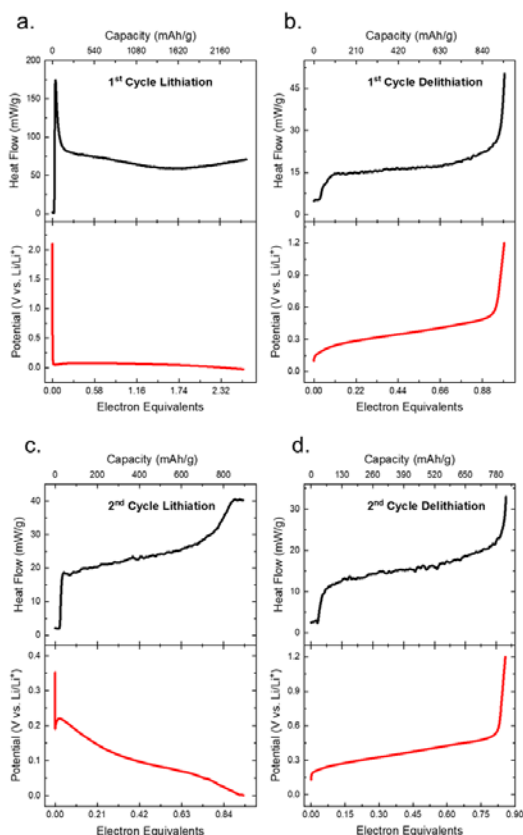 a.
Capacity (mAh/g)
0 540 1080 1620 2160
1st Cycle Lithiation
Heat Flow (mW/g)
200
150
100
50
0
Potential (V vs. Li/Li+)
2.0
1.5
1.0
0.5
0.0
0.00 0.58 1.16 1.74 2.32
Electron Equivalents
b.
Capacity (mAh/g)
0 210 420 630 840
1st Cycle Delithiation
Heat Flow (mW/g)
45
30
15
0
Potential (V vs. Li/Li+)
1.2
0.9
0.6
0.3
0.0
0.00 0.22 0.44 0.66 0.88
Electron Equivalents
c.
Capacity (mAh/g)
0 200 400 600 800
2nd Cycle Lithiation
Heat Flow (mW/g)
40
30
20
10
0
Potential (V vs. Li/Li+)
0.4
0.3
0.2
0.1
0.0
0.00 0.21 0.42 0.63 0.84
Electron Equivalents
d.
Capacity (mAh/g)
0 130 260 390 520 650 780
2nd Cycle Delithiation
Heat Flow (mW/g)
30
20
10
0
Potential (V vs. Li/Li+)
1.2
0.9
0.6
0.3
0.0
0.00 0.15 0.30 0.45 0.60 0.75 0.90
Electron Equivalents